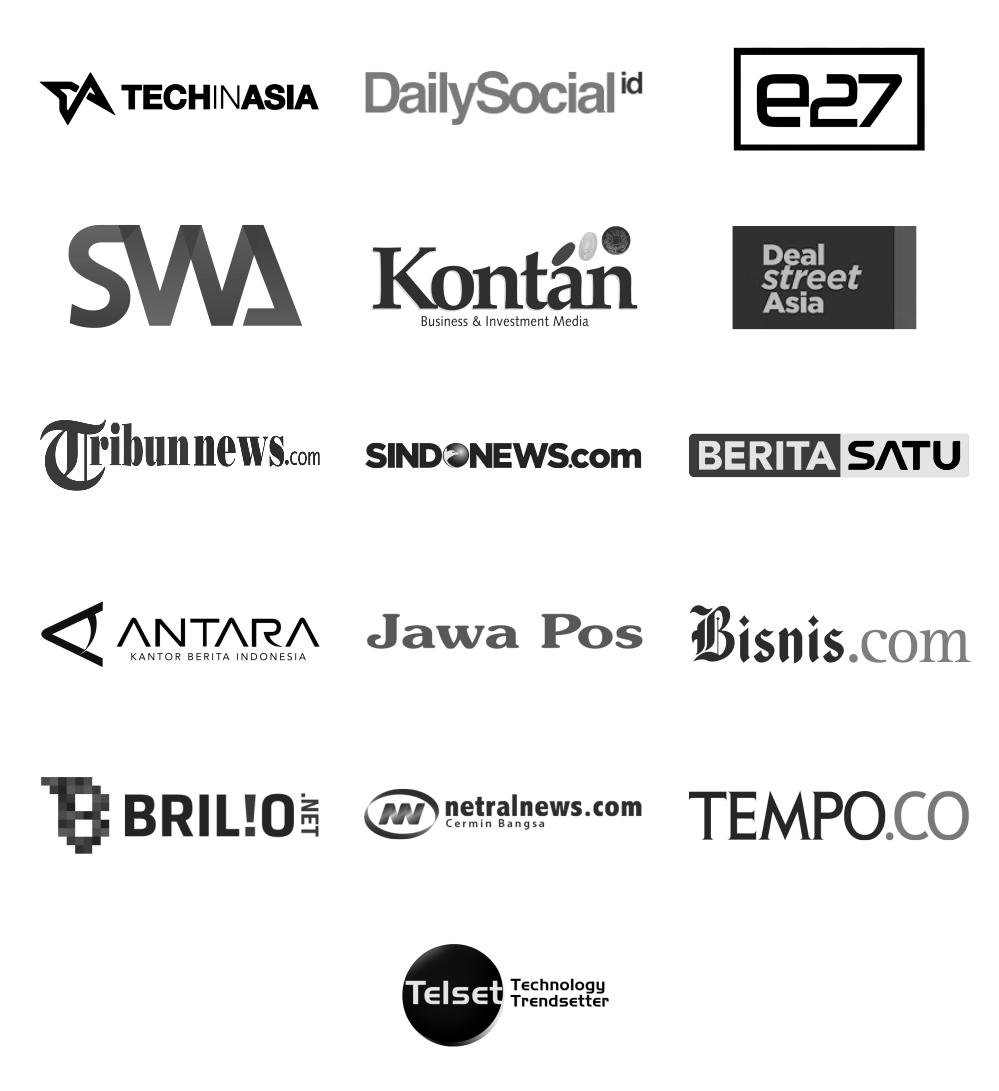 TECHINASIA
DailySocial id
e27
SWA
Kontan
Business & Investment Media
Deal
street
Asia
Tribunnews.com
SINDONEWS.com
BERITA SATU
ANTARA
KANTOR BERITA INDONESIA
Jawa Pos
Bisnis.com
BRIL!O.NET
netralnews.com
Cermin Bangsa
TEMPO.CO
Telset
Technology
Trendsetter